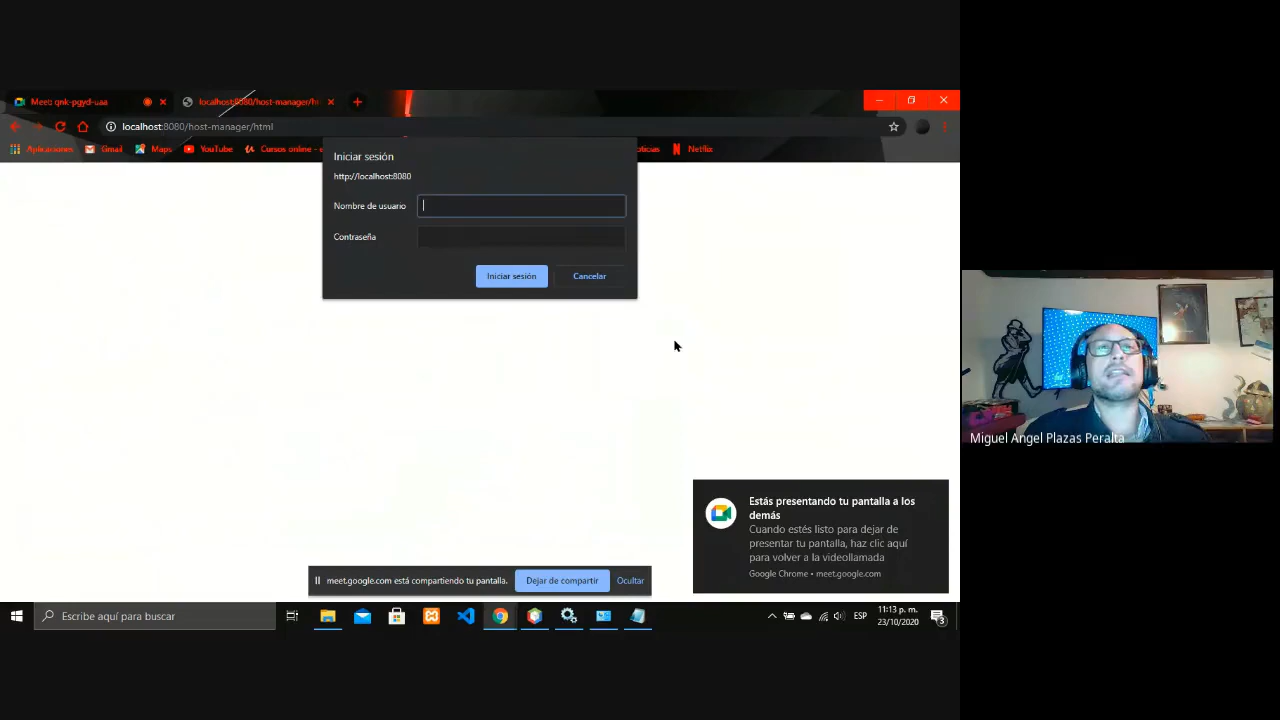 Meet: qnk-pgyd-uaa
localhost:8080/host-manager/h
localhost:8080/host-manager/html
Aplicaciones Gmail Maps YouTube Cursos online - Netflix
Iniciar sesión
http://localhost:8080
Nombre de usuario
Contraseña
Iniciar sesión Cancelar
Miguel Angel Plazas Peralta
Estás presentando tu pantalla a los
demás
Cuando estés listo para dejar de
presentar tu pantalla, haz clic aquí
para volver a la videollamada
Google Chrome • meet.google.com
meet.google.com está compartiendo tu pantalla. Dejar de compartir Ocultar
Escribe aquí para buscar
ESP
11:13 p. m.
23/10/2020
3